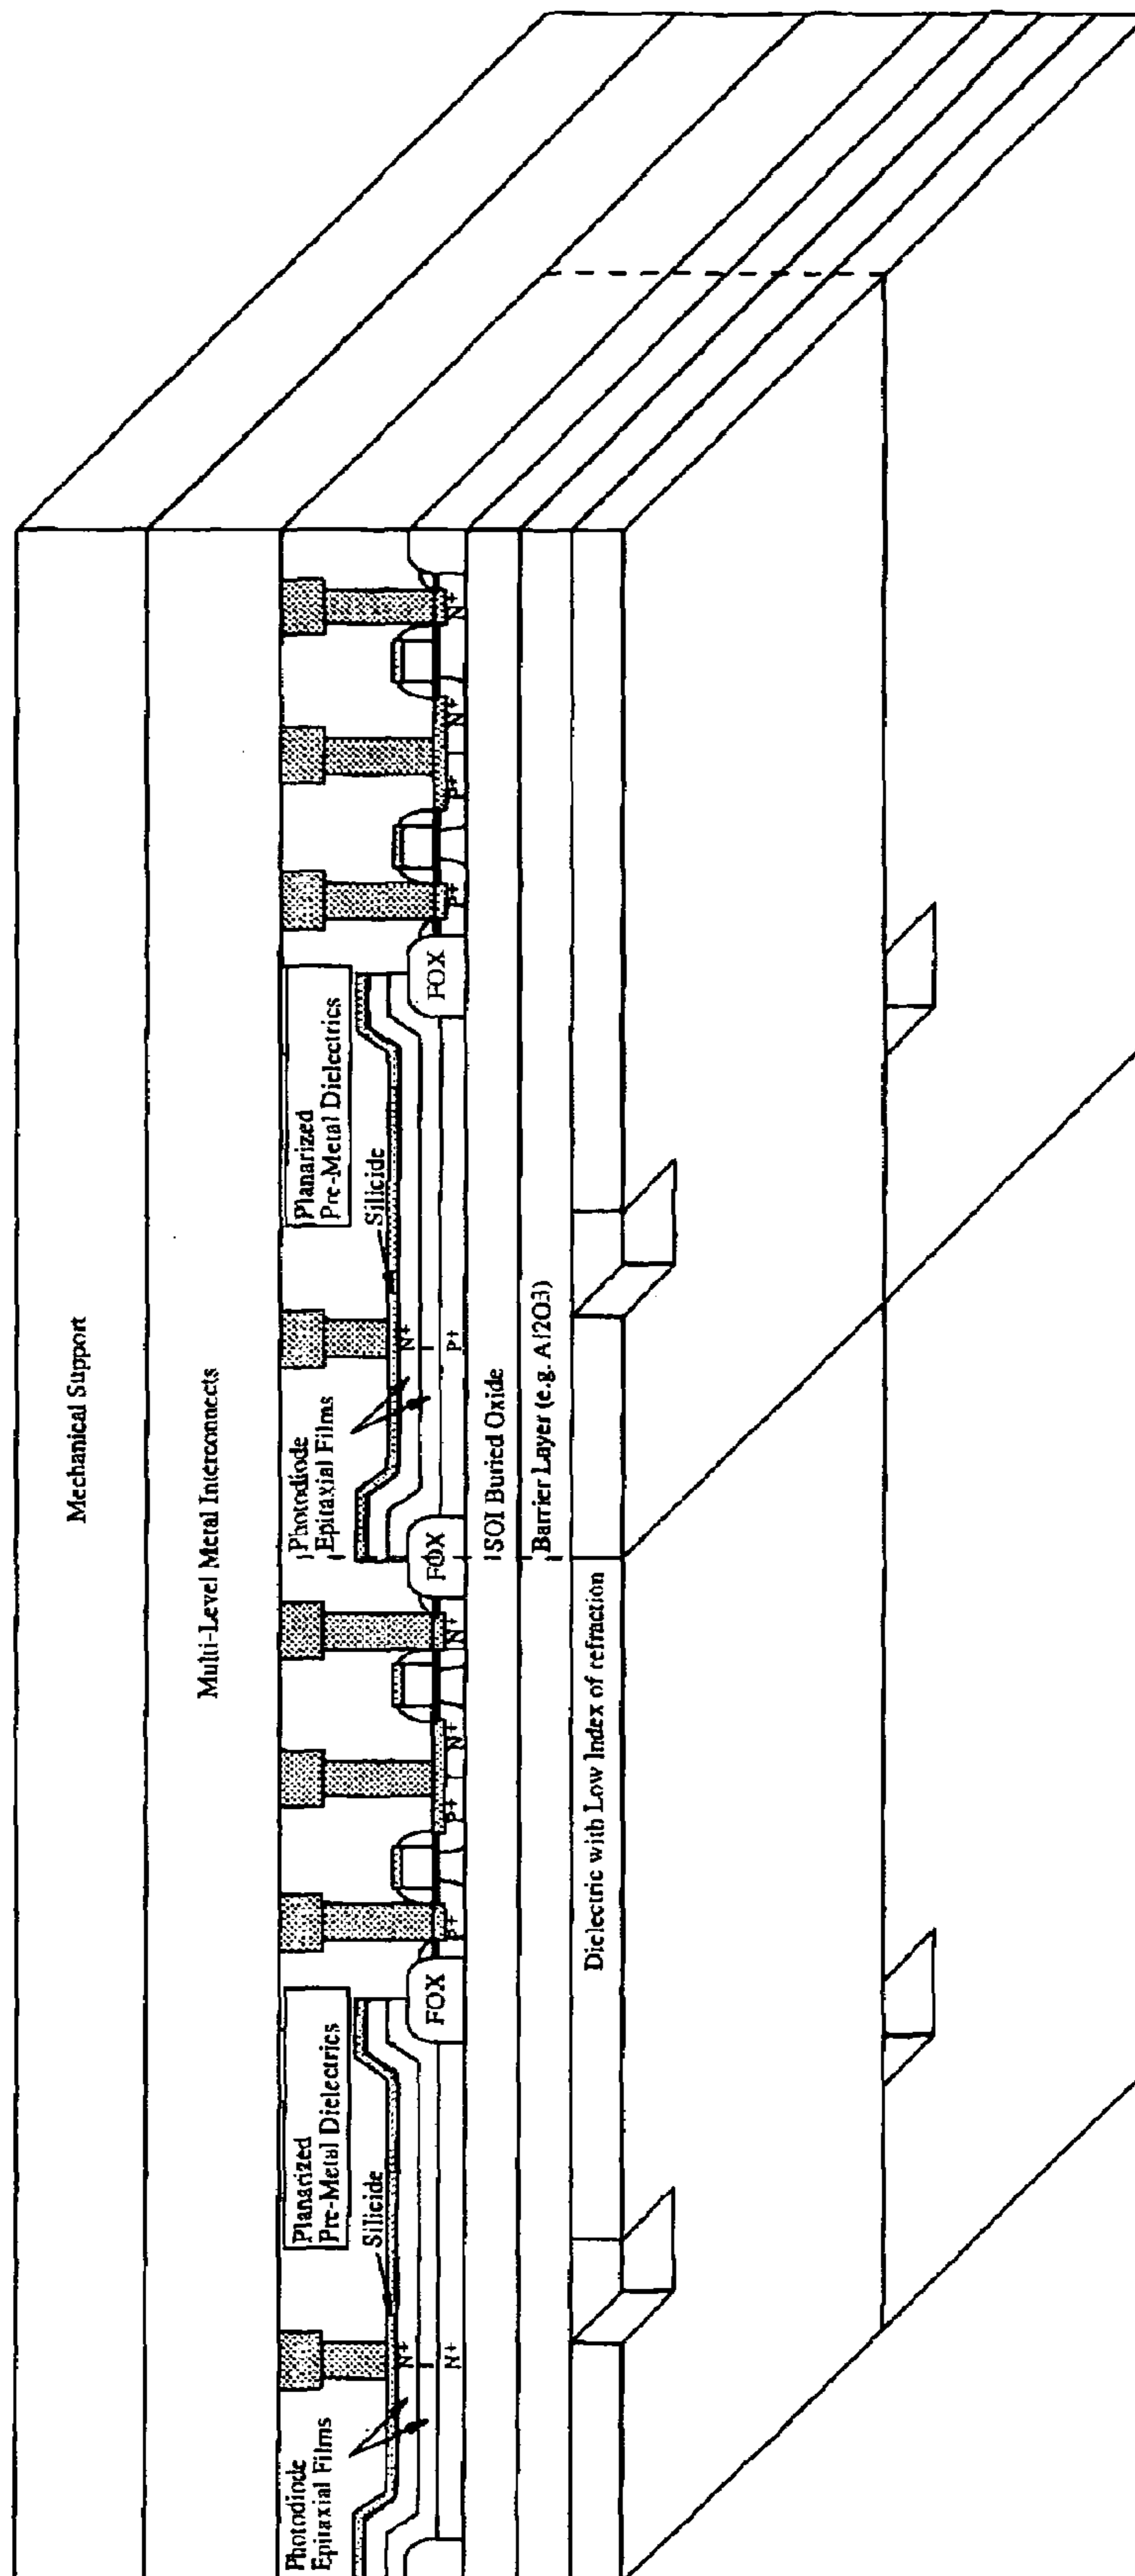 Mechanical Support
Multi-Level Metal Interconnects
Photodiode
Epitaxial Films
Planarized
Pre-Metal Dielectrics
Silicide
N+
I
N+
FOX
P+
P+
N+
N+
Photodiode
Epitaxial Films
FOX
Planarized
Pre-Metal Dielectrics
Silicide
N+
I
P+
FOX
P+
P+
N+
N+
SOI Buried Oxide
Barrier Layer (e.g. Al2O3)
Dielectric with Low Index of refraction